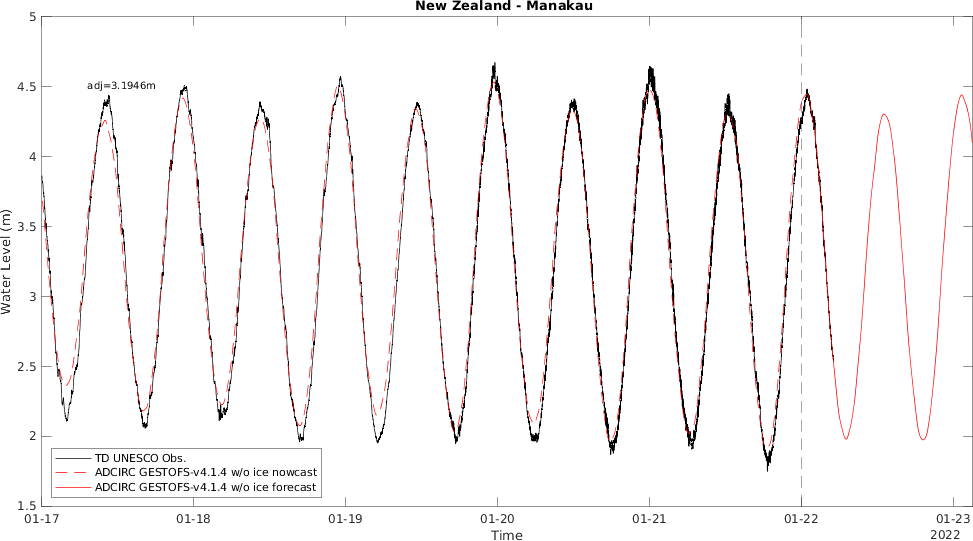 New Zealand - Manakau
5
4.5
4
3.5
3
2.5
2
1.5
Water Level (m)
adj=3.1946m
TD UNESCO Obs.
ADCIRC GESTOFS-v4.1.4 w/o ice nowcast
ADCIRC GESTOFS-v4.1.4 w/o ice forecast
01-17 01-18 01-19 01-20 01-21 01-22 01-23
Time
2022